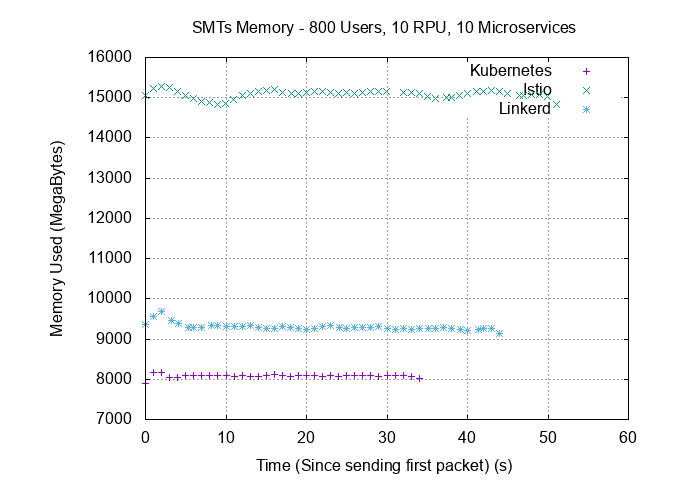 SMTs Memory - 800 Users, 10 RPU, 10 Microservices
Memory Used (MegaBytes)
16000
15000
14000
13000
12000
11000
10000
9000
8000
7000
Kubernetes
Istio
Linkerd
0 10 20 30 40 50 60
Time (Since sending first packet) (s)